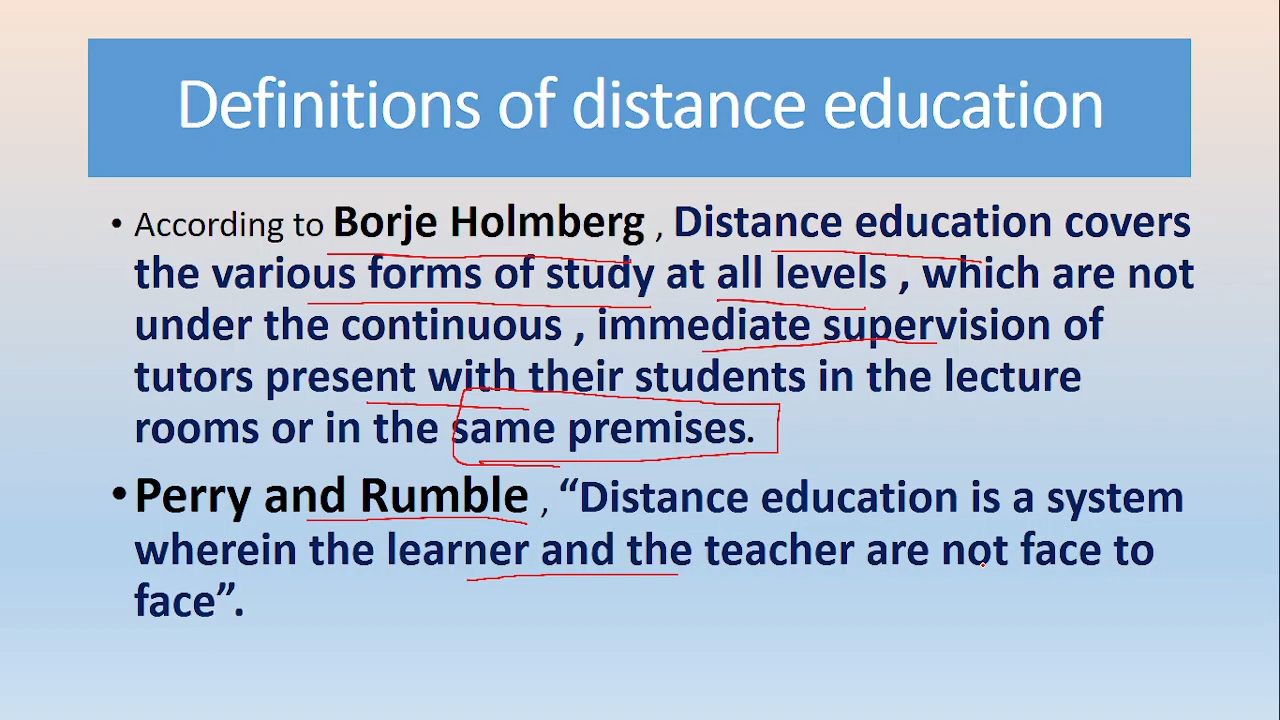 Definitions of distance education
• According to Borje Holmberg , Distance education covers
the various forms of study at all levels , which are not
under the continuous , immediate supervision of
tutors present with their students in the lecture
rooms or in the same premises.
• Perry and Rumble , “Distance education is a system
wherein the learner and the teacher are not face to
face”.